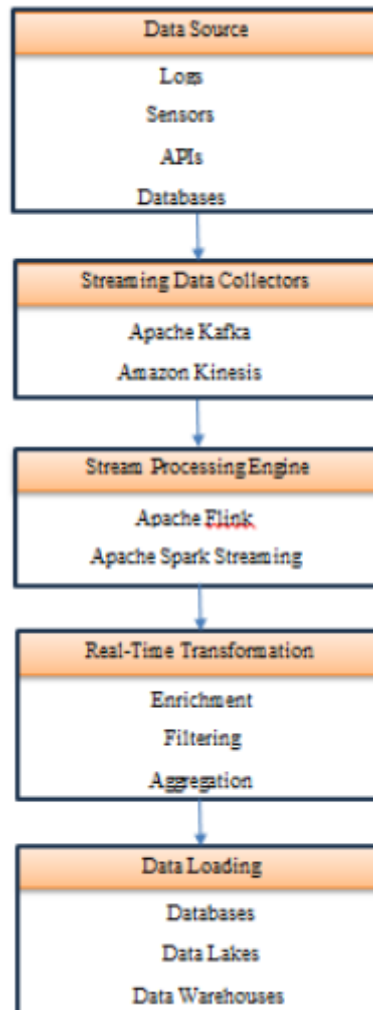 Data Source
Logs
Sensors
APIs
Databases
Streaming Data Collectors
Apache Kafka
Amazon Kinesis
Stream Processing Engine
Apache Flink
Apache Spark Streaming
Real-Time Transformation
Enrichment
Filtering
Aggregation
Data Loading
Databases
Data Lakes
Data Warehouses